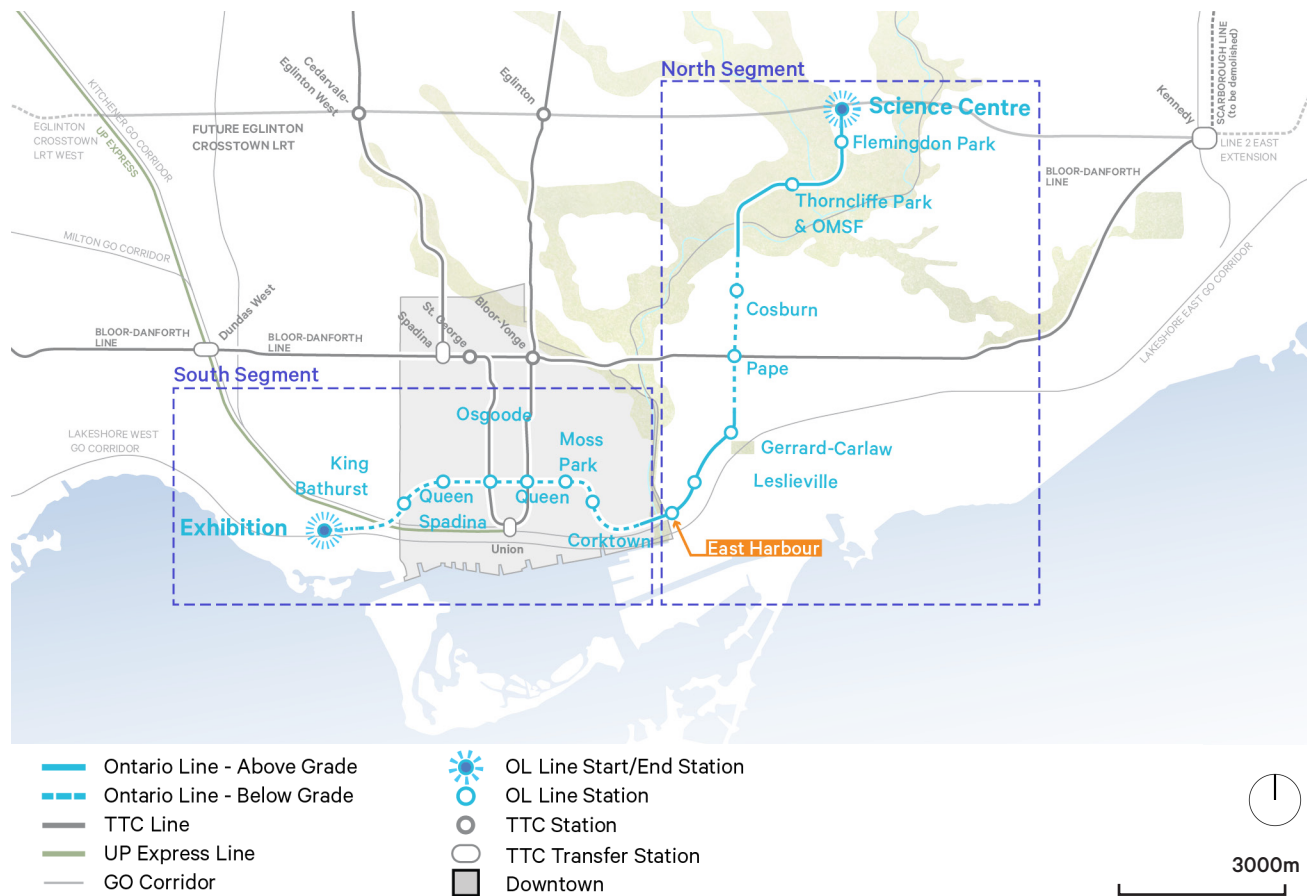 North Segment
Science Centre
Flemingdon Park
Thorncliffe Park
& OMSF
Cosburn
Pape
Gerrard-Carlaw
Leslieville
East Harbour
KITCHENER GO CORRIDOR
UP EXPRESS
EGLINTON
CROSSTOWN
LRT WEST
FUTURE EGLINTON
CROSSTOWN LRT
Cedarvale-
Eglinton West
Eglinton
Kennedy
SCARBOROUGH LINE
(to be demolished)
LINE 2 EAST
EXTENSION
BLOOR-DANFORTH
LINE
LAKESHORE EAST GO CORRIDOR
MILTON GO CORRIDOR
Dundas West
BLOOR-DANFORTH
LINE
BLOOR-DANFORTH
LINE
Spadina
St. George
Bloor-Yonge
South Segment
LAKESHORE WEST
GO CORRIDOR
Osgoode
Moss
Park
King
Bathurst
Queen
Spadina
Queen
Exhibition
Corktown
Union
Ontario Line - Above Grade
Ontario Line - Below Grade
TTC Line
UP Express Line
GO Corridor
OL Line Start/End Station
OL Line Station
TTC Station
TTC Transfer Station
Downtown
3000m